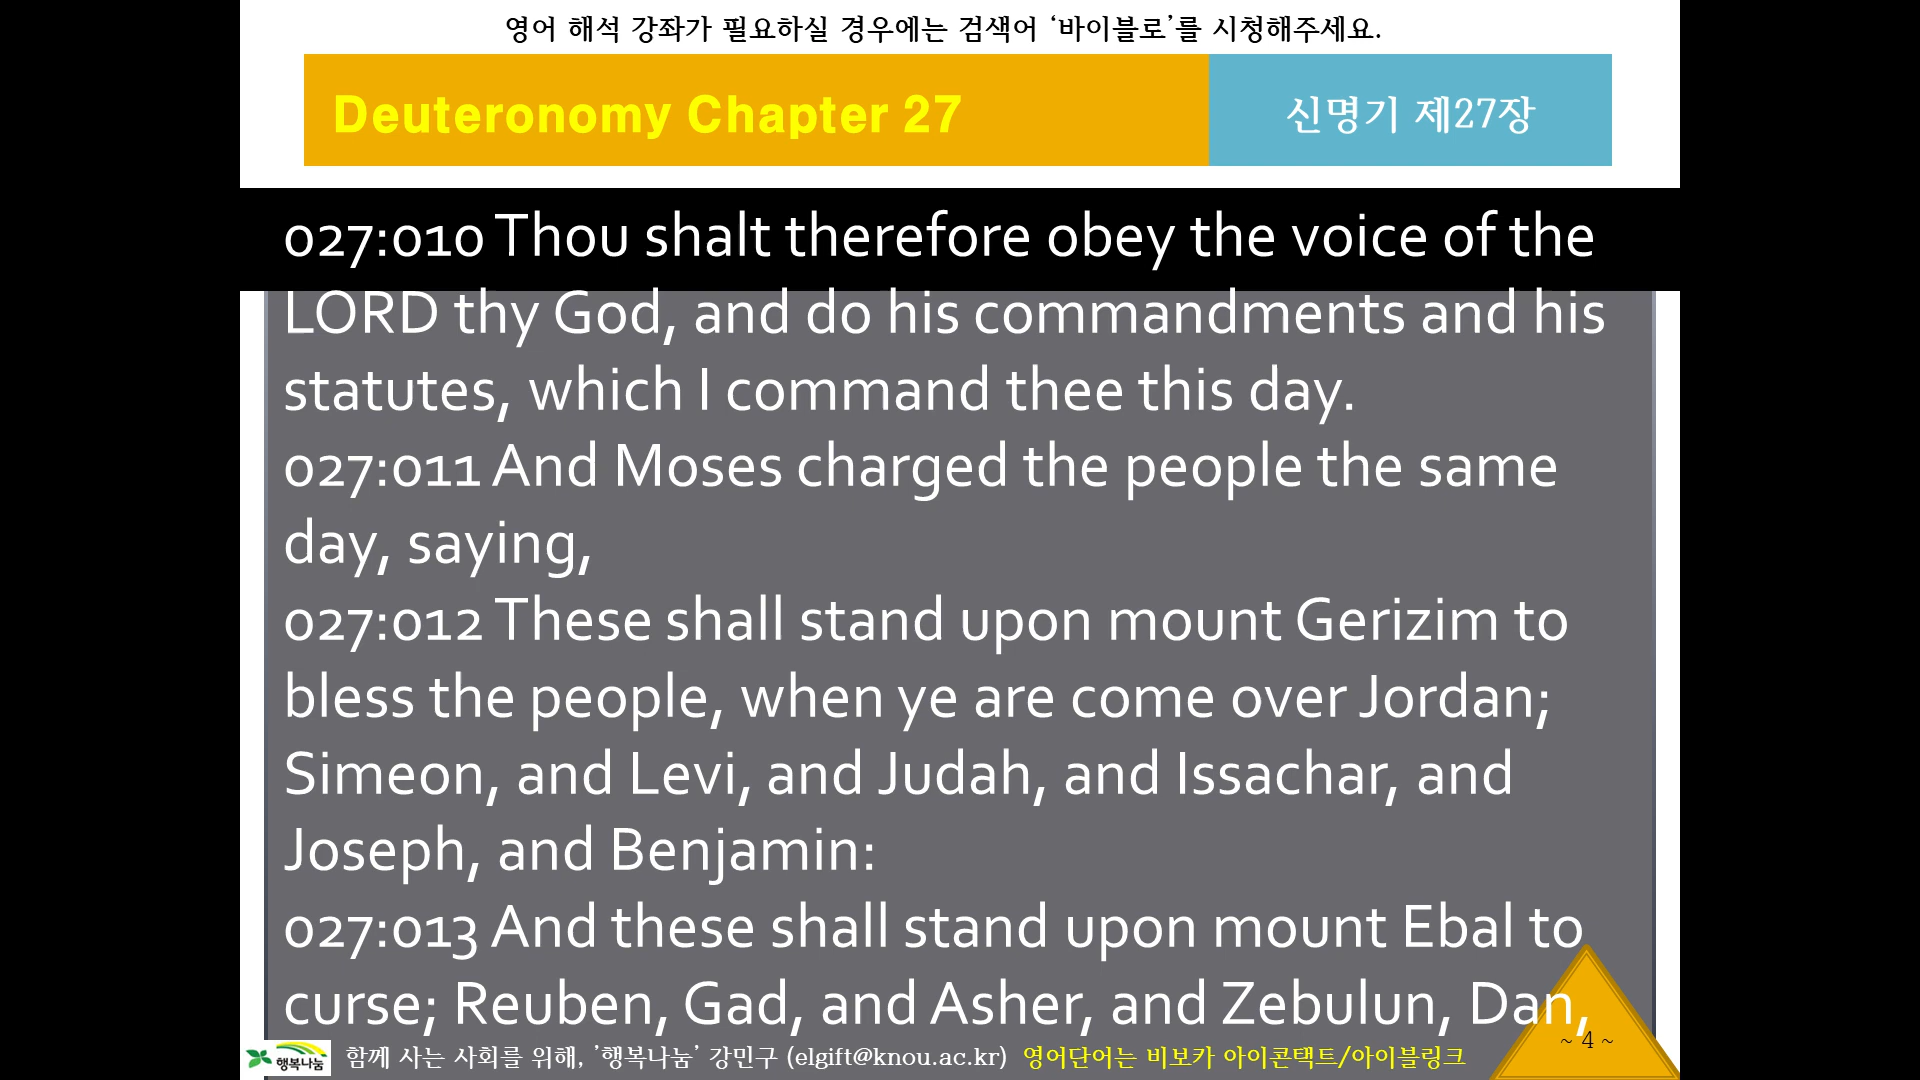 영어 해석 강좌가 필요하실 경우에는 검색어 ‘바이블로’를 시청해주세요.
Deuteronomy Chapter 27
신명기 제27장
027:010 Thou shalt therefore obey the voice of the
LORD thy God, and do his commandments and his
statutes, which I command thee this day.
027:011 And Moses charged the people the same
day, saying,
027:012 These shall stand upon mount Gerizim to
bless the people, when ye are come over Jordan;
Simeon, and Levi, and Judah, and Issachar, and
Joseph, and Benjamin:
027:013 And these shall stand upon mount Ebal to
curse; Reuben, Gad, and Asher, and Zebulun, Dan,
~ 4 ~
행복나눔
함께 사는 사회를 위해, ’행복나눔’ 강민구 (elgift@knou.ac.kr) 영어단어는 비보카 아이콘택트/아이블링크